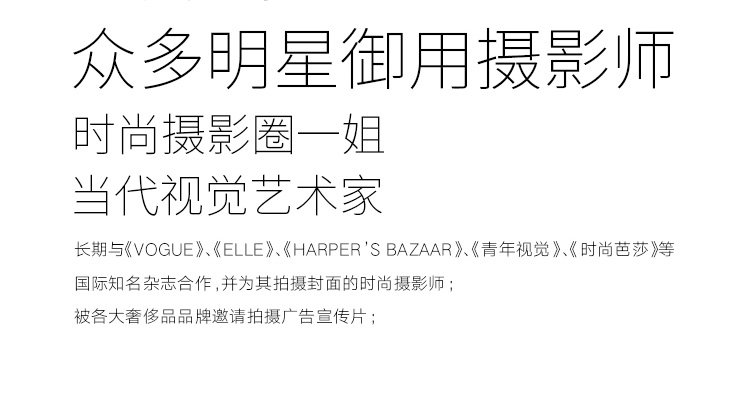 众多明星御用摄影师
时尚摄影圈一姐
当代视觉艺术家
长期与《VOGUE》、《ELLE》、《HARPER'S BAZAAR》、《青年视觉》、《时尚芭莎》等
国际知名杂志合作,并为其拍摄封面的时尚摄影师;
被各大奢侈品品牌邀请拍摄广告宣传片;